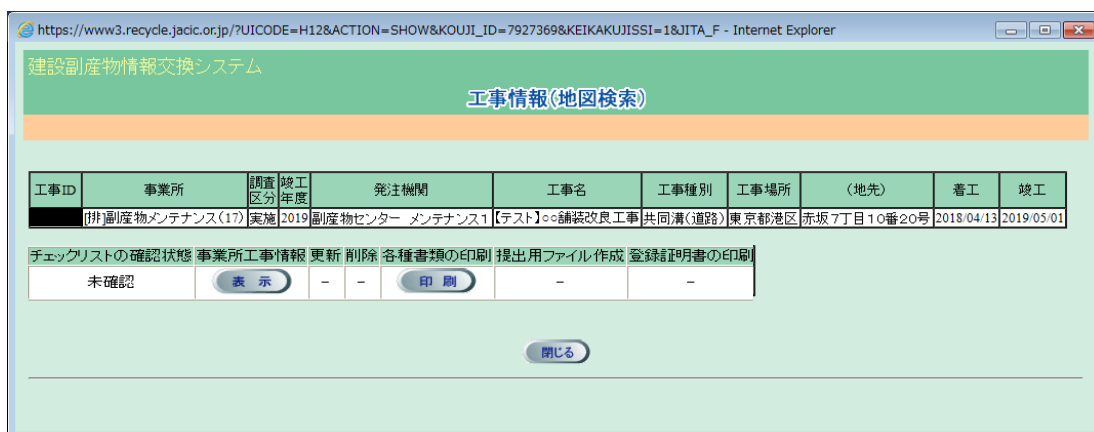 https://www3.recycle.jacic.or.jp/?UICODE=H12&ACTION=SHOW&KOUJI_ID=7927369&KEIKAKUJISSI=1&JITA_F - Internet Explorer
建設副産物情報交換システム
工事情報(地図検索)
工事ID 事業所 調査区分 竣工年度 発注機関 工事名 工事種別 工事場所 (地先) 着工 竣工
[排]副産物メンテナンス(17) 実施 2019 副産物センター メンテナンス1 【テスト】○○舗装改良工事 共同溝(道路) 東京都港区 赤坂7丁目10番20号 2018/04/13 2019/05/01
チェックリストの確認状態 事業所工事情報 更新 削除 各種書類の印刷 提出用ファイル作成 登録証明書の印刷
未確認 表 示 - - 印 刷 - -
閉じる